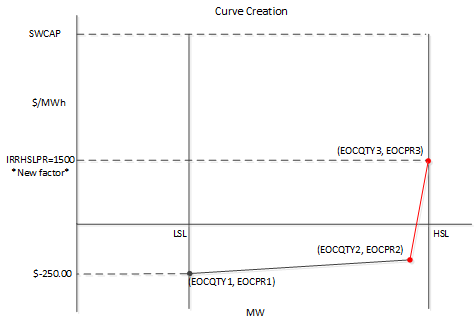 Curve Creation
SWCAP
$/MWh
(EOCQTY3, EOCPR3)
IRRHSLPR=1500
*New factor*
LSL
HSL
(EOCQTY2, EOCPR2)
$-250.00
(EOCQTY1, EOCPR1)
MW